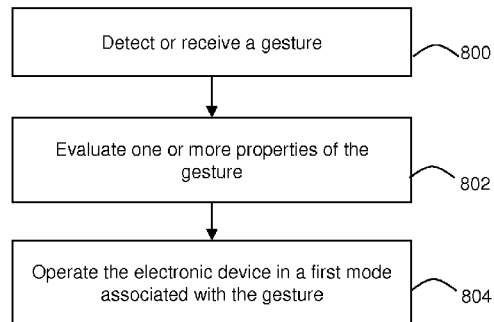 Detect or receive a gesture
800
Evaluate one or more properties of the
gesture
802
Operate the electronic device in a first mode
associated with the gesture
804